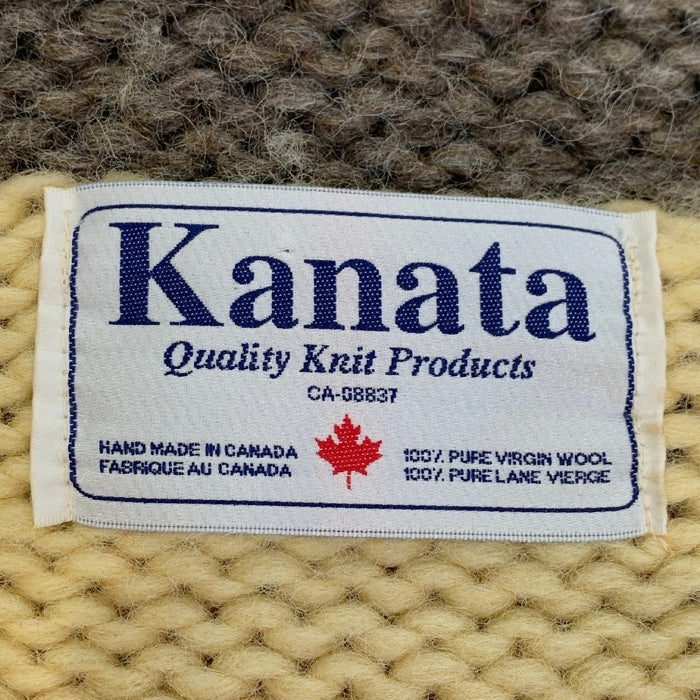 Kanata
Quality Knit Products
CA-08837
HAND MADE IN CANADA
FABRIQUE AU CANADA
100% PURE VIRGIN WOOL
100% PURE LANE VIERGE